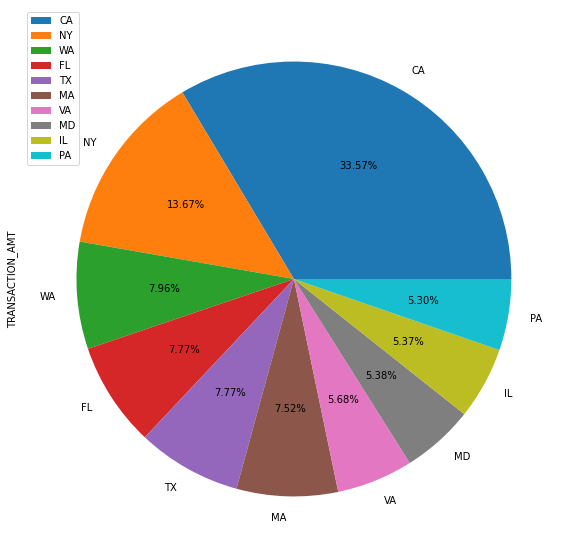 CA
NY
WA
FL
TX
MA
VA
MD
IL
PA
TRANSACTION_AMT
CA
33.57%
NY
13.67%
WA
7.96%
FL
7.77%
TX
7.77%
MA
7.52%
VA
5.68%
MD
5.38%
IL
5.37%
PA
5.30%